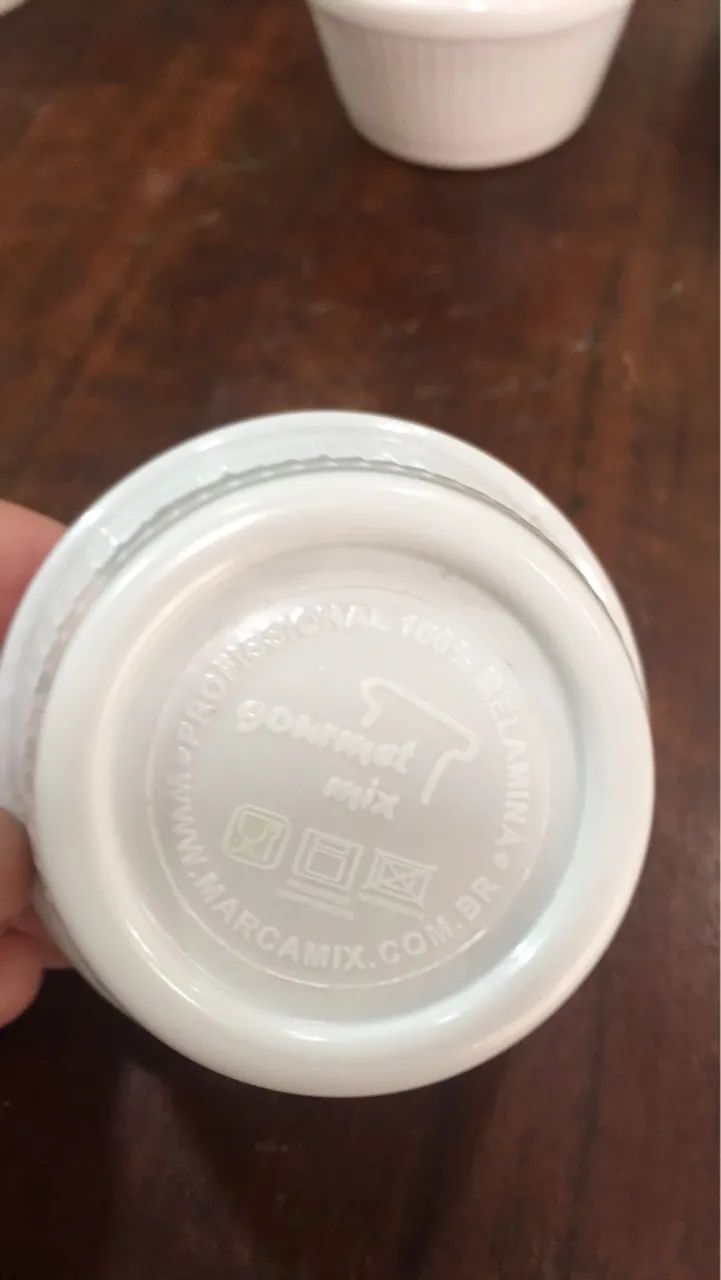 PROFISSIONAL 100% MELAMINA •
gourmet
mix
WWW.MARCAMIX.COM.BR